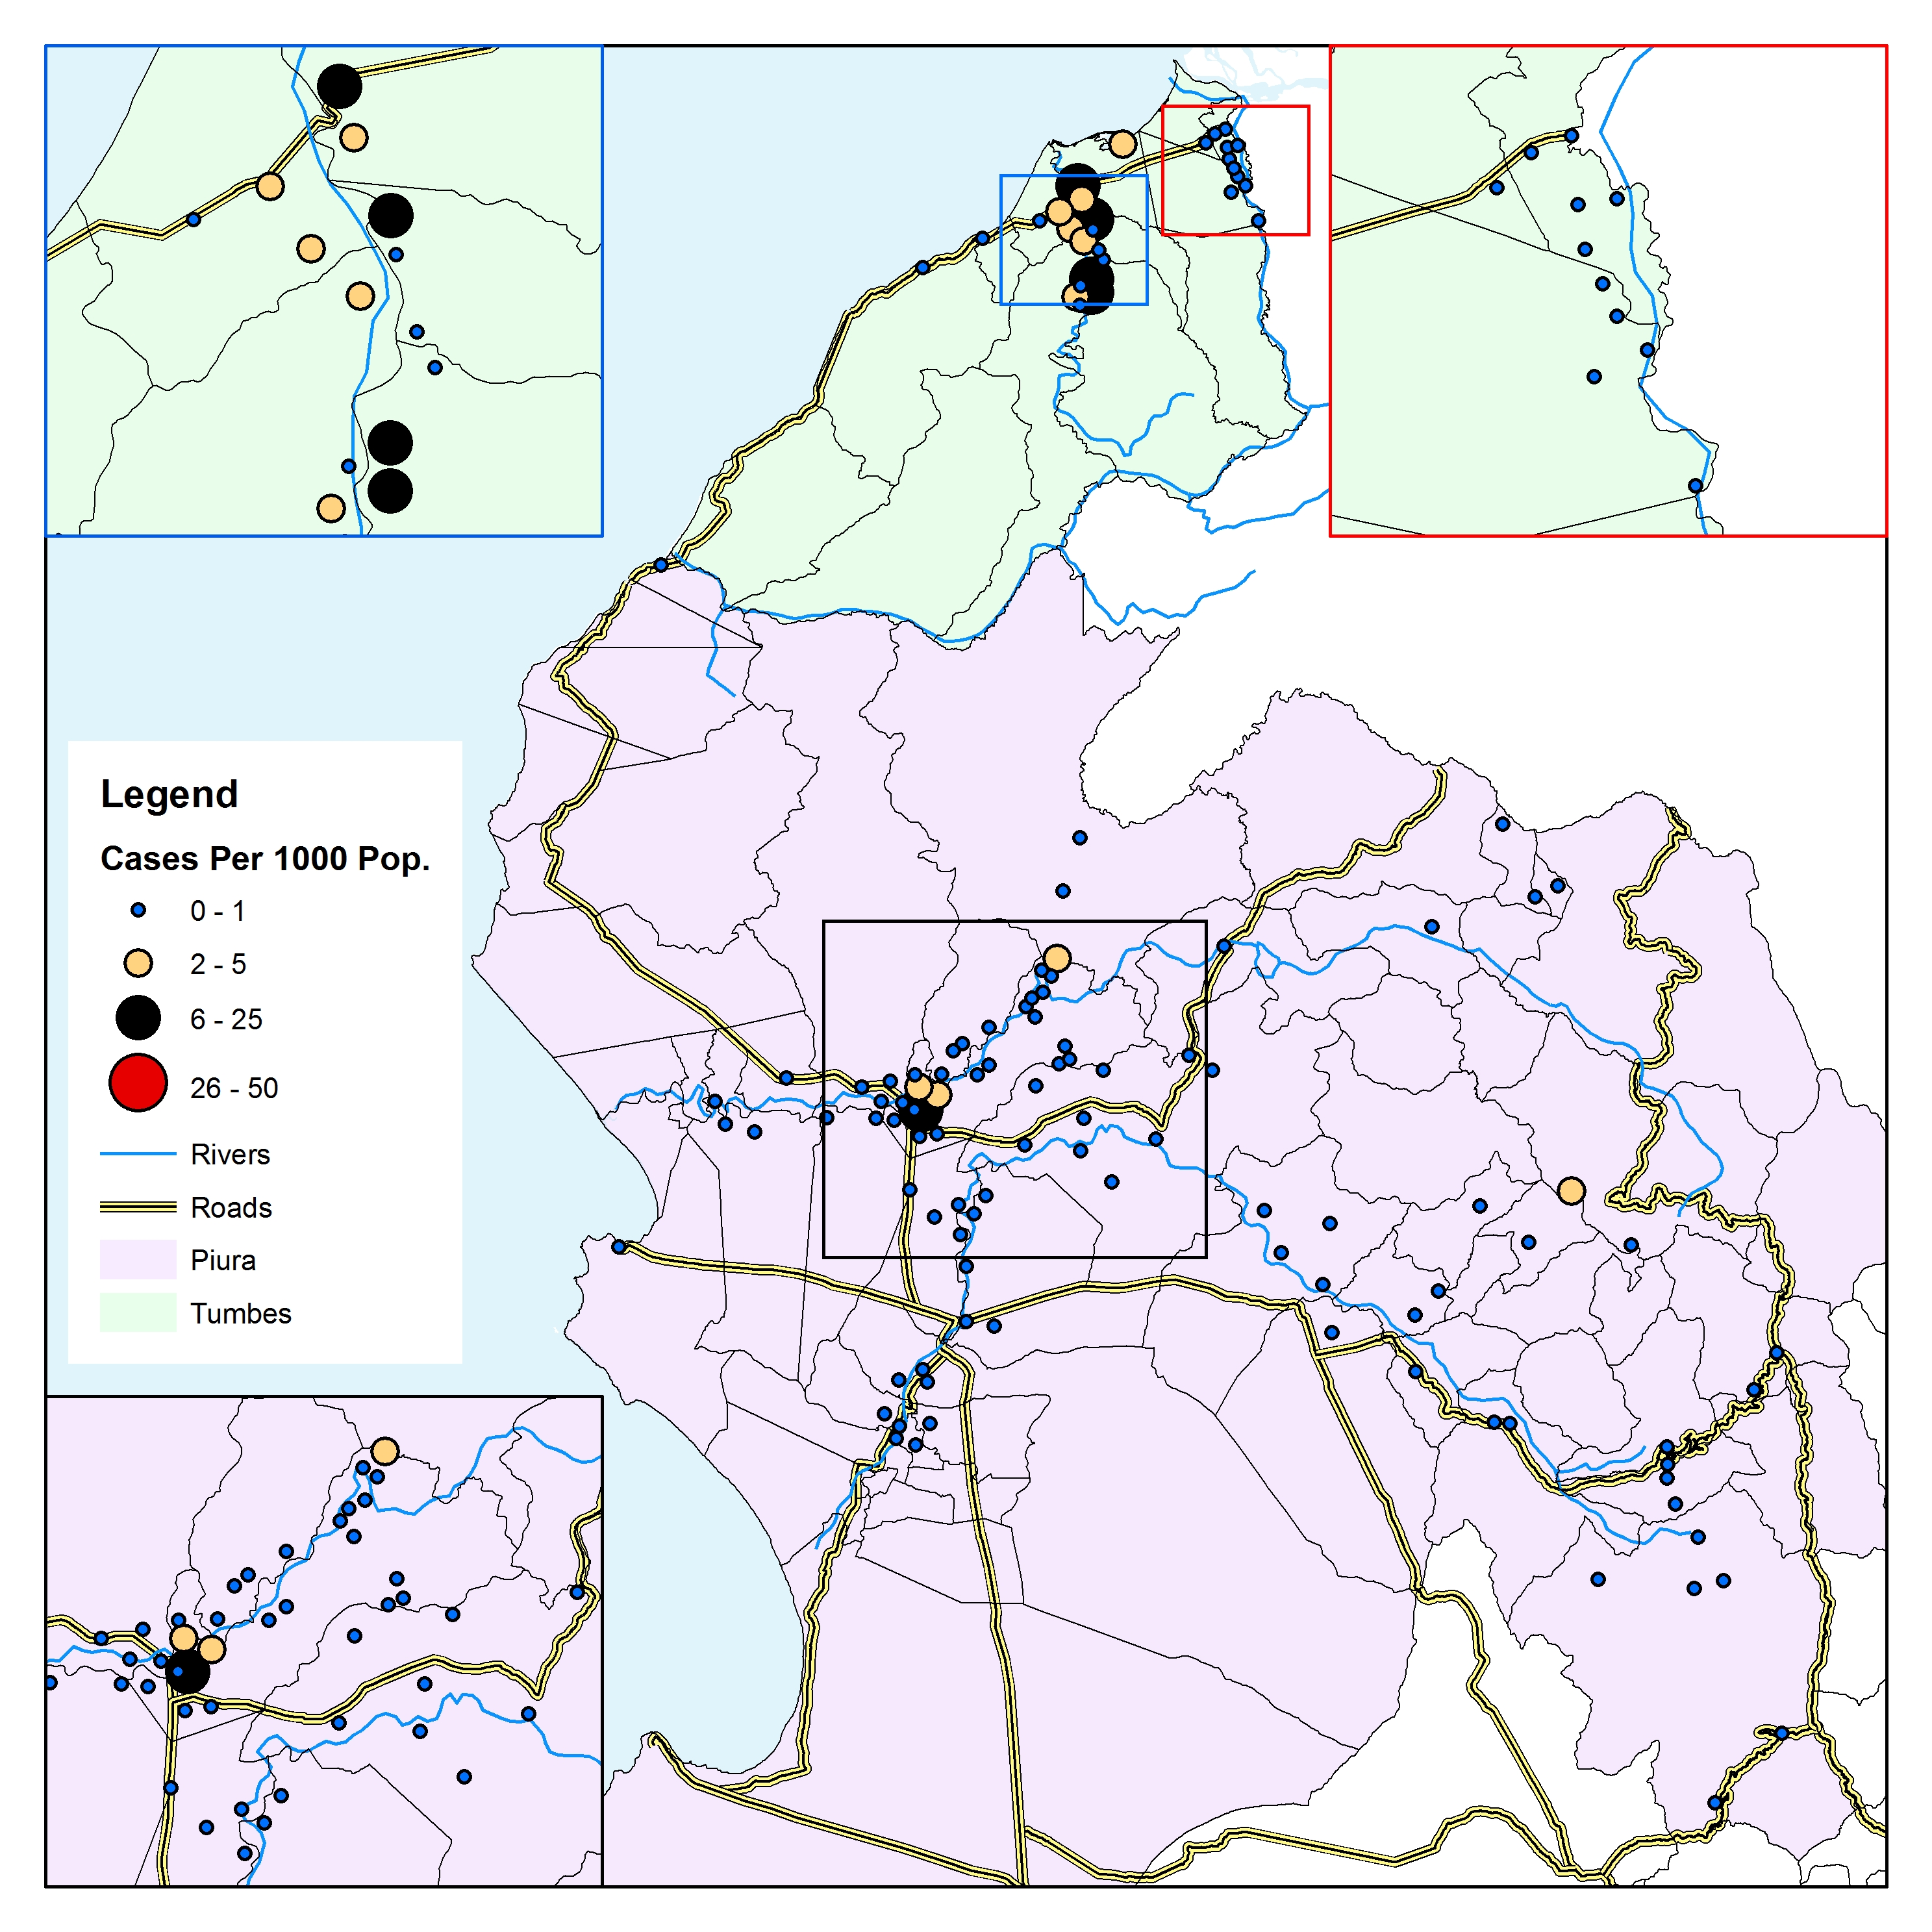 Legend
Cases Per 1000 Pop.
0 - 1
2 - 5
6 - 25
26 - 50
Rivers
Roads
Piura
Tumbes